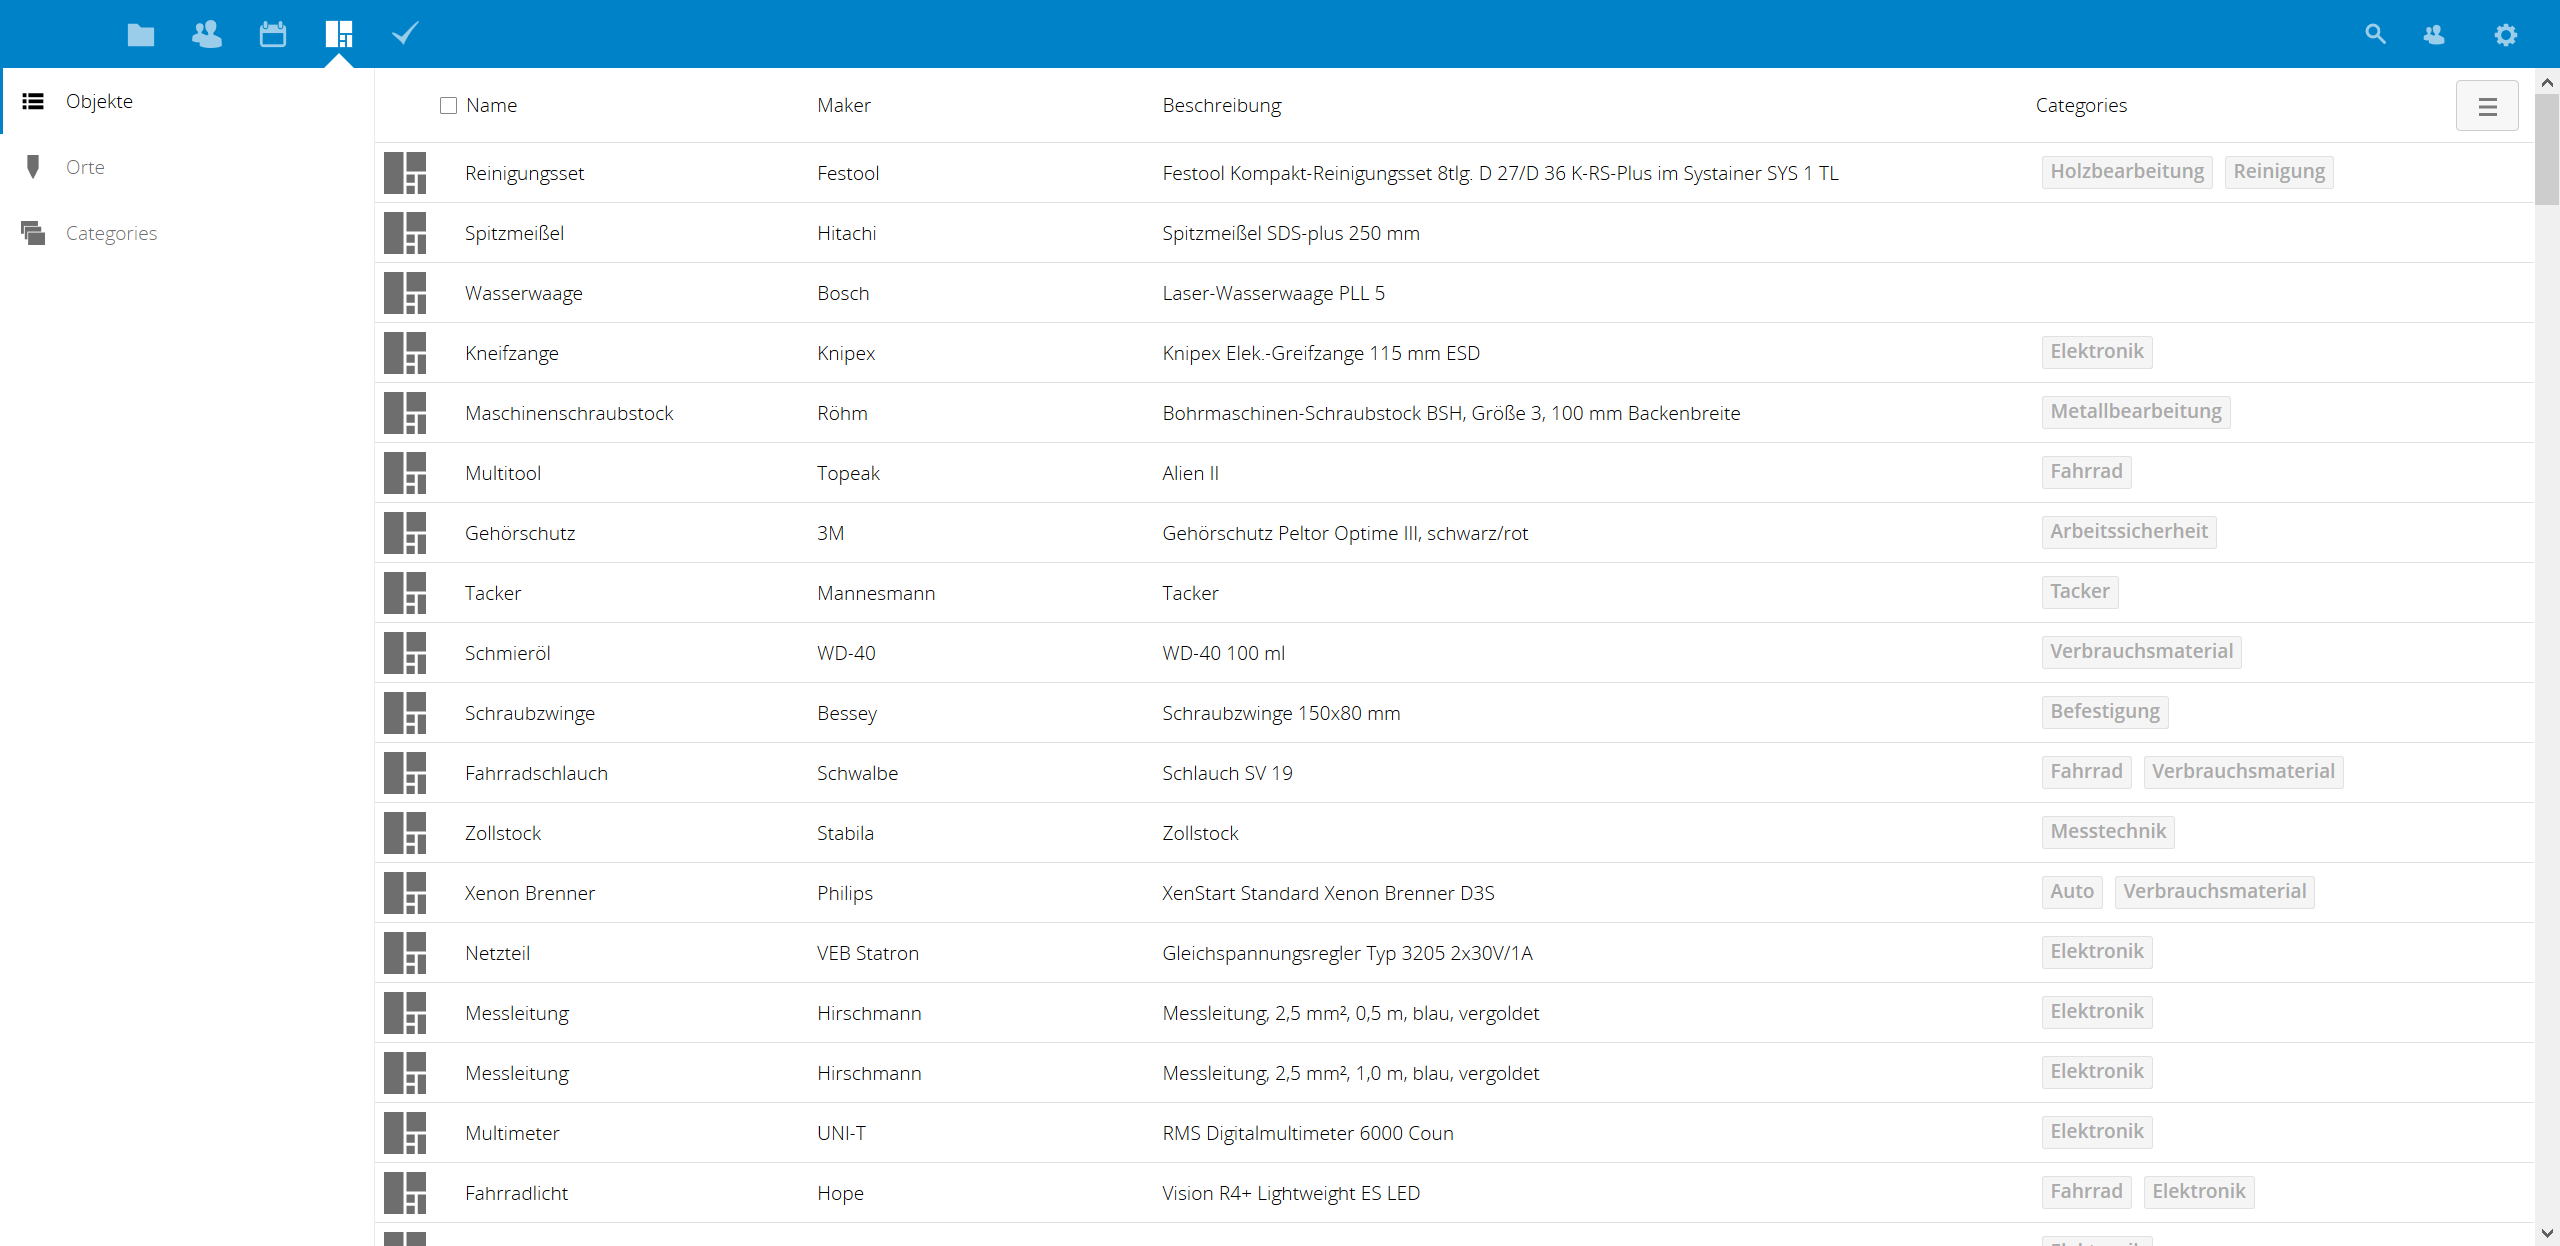 Objekte
Orte
Categories
Name Maker Beschreibung Categories
Reinigungsset Festool Festool Kompakt-Reinigungsset 8tlg. D 27/D 36 K-RS-Plus im Systainer SYS 1 TL Holzbearbeitung Reinigung
Spitzmeißel Hitachi Spitzmeißel SDS-plus 250 mm
Wasserwaage Bosch Laser-Wasserwaage PLL 5
Kneifzange Knipex Knipex Elek.-Greifzange 115 mm ESD Elektronik
Maschinenschraubstock Röhm Bohrmaschinen-Schraubstock BSH, Größe 3, 100 mm Backenbreite Metallbearbeitung
Multitool Topeak Alien II Fahrrad
Gehörschutz 3M Gehörschutz Peltor Optime III, schwarz/rot Arbeitssicherheit
Tacker Mannesmann Tacker Tacker
Schmieröl WD-40 WD-40 100 ml Verbrauchsmaterial
Schraubzwinge Bessey Schraubzwinge 150x80 mm Befestigung
Fahrradschlauch Schwalbe Schlauch SV 19 Fahrrad Verbrauchsmaterial
Zollstock Stabila Zollstock Messtechnik
Xenon Brenner Philips XenStart Standard Xenon Brenner D3S Auto Verbrauchsmaterial
Netzteil VEB Statron Gleichspannungsregler Typ 3205 2x30V/1A Elektronik
Messleitung Hirschmann Messleitung, 2,5 mm², 0,5 m, blau, vergoldet Elektronik
Messleitung Hirschmann Messleitung, 2,5 mm², 1,0 m, blau, vergoldet Elektronik
Multimeter UNI-T RMS Digitalmultimeter 6000 Coun Elektronik
Fahrradlicht Hope Vision R4+ Lightweight ES LED Fahrrad Elektronik